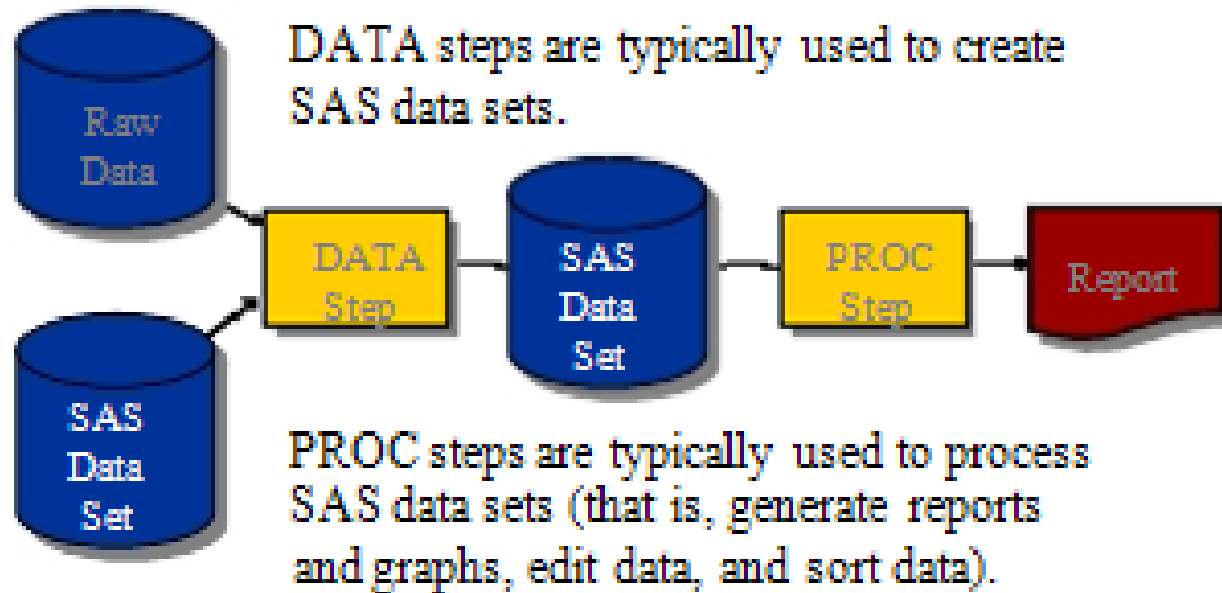 DATA steps are typically used to create
SAS data sets.
Raw
Data
DATA
Step
SAS
Data
Set
PROC
Step
Report
SAS
Data
Set
PROC steps are typically used to process
SAS data sets (that is, generate reports
and graphs, edit data, and sort data).